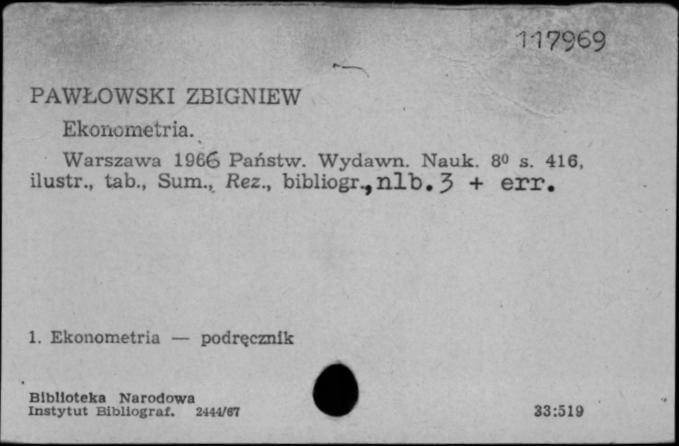 117969
PAWŁOWSKI ZBIGNIEW
Ekonometria.
Warszawa 1966 Państw. Wydawn. Nauk. 8⁰ s. 416,
ilustr., tab., Sum., Rez., bibliogr., nlb. 3 + err.
1. Ekonometria — podręcznik
Biblioteka Narodowa
Instytut Bibliograf. 2444/67
33:519